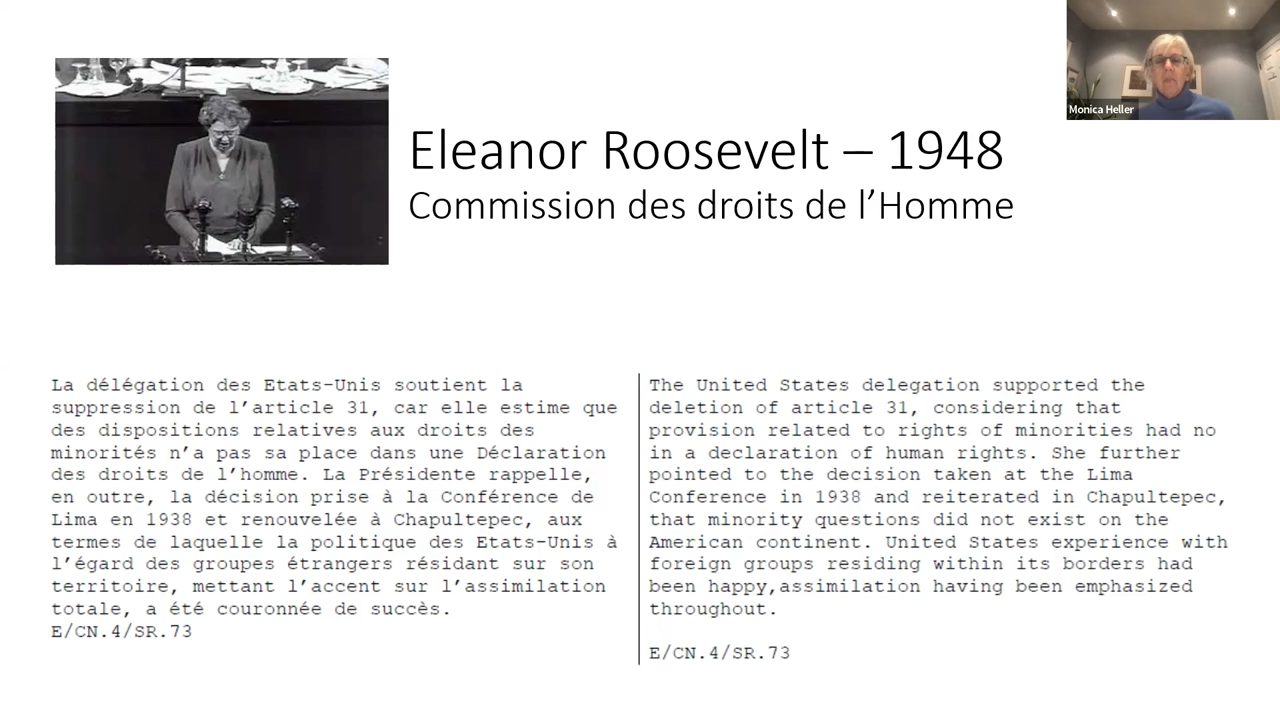 Monica Heller
Eleanor Roosevelt – 1948
Commission des droits de l’Homme
La délégation des Etats-Unis soutient la
suppression de l’article 31, car elle estime que
des dispositions relatives aux droits des
minorités n’a pas sa place dans une Déclaration
des droits de l’homme. La Présidente rappelle,
en outre, la décision prise à la Conférence de
Lima en 1938 et renouvelée à Chapultepec, aux
termes de laquelle la politique des Etats-Unis à
l’égard des groupes étrangers résidant sur son
territoire, mettant l’accent sur l’assimilation
totale, a été couronnée de succès.
E/CN.4/SR.73
The United States delegation supported the
deletion of article 31, considering that
provision related to rights of minorities had no
in a declaration of human rights. She further
pointed to the decision taken at the Lima
Conference in 1938 and reiterated in Chapultepec,
that minority questions did not exist on the
American continent. United States experience with
foreign groups residing within its borders had
been happy,assimilation having been emphasized
throughout.
E/CN.4/SR.73